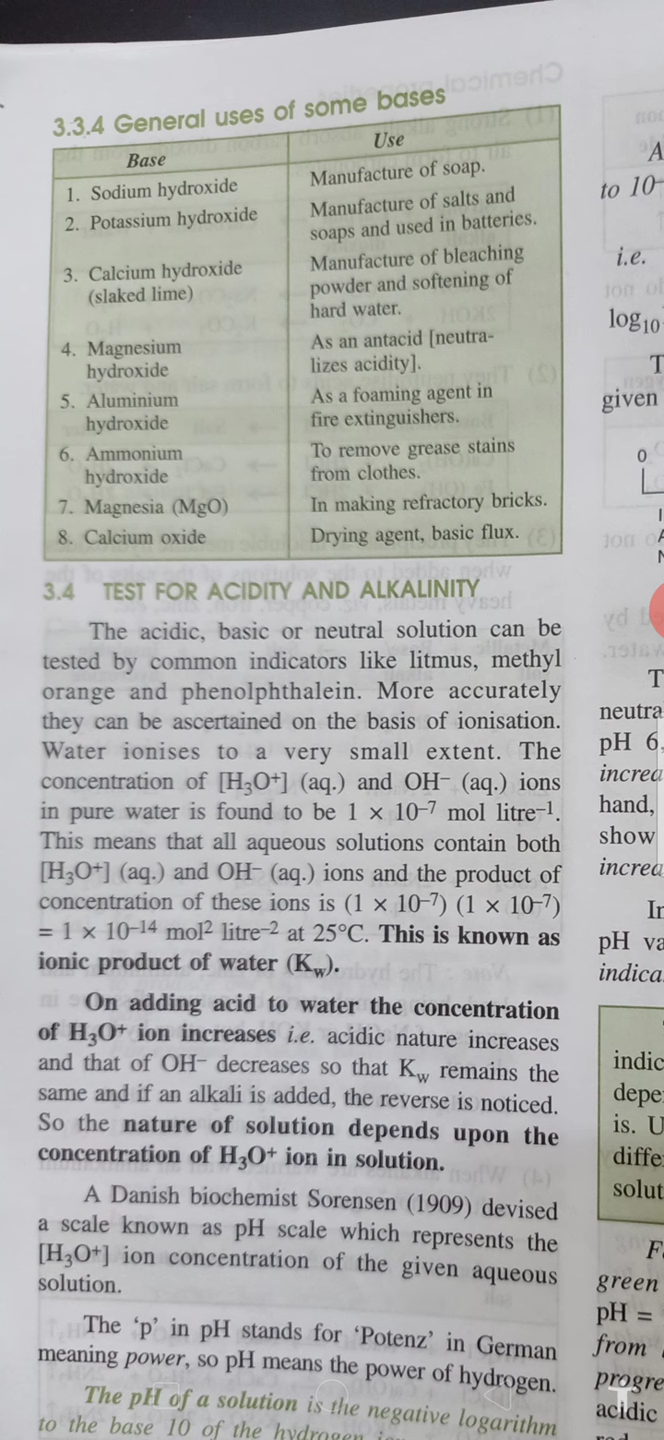 3.3.4 General uses of some bases
Base Use
1. Sodium hydroxide Manufacture of soap.
2. Potassium hydroxide Manufacture of salts and
soaps and used in batteries.
3. Calcium hydroxide Manufacture of bleaching
(slaked lime) powder and softening of
hard water.
4. Magnesium As an antacid [neutra-
hydroxide lizes acidity].
5. Aluminium As a foaming agent in
hydroxide fire extinguishers.
6. Ammonium To remove grease stains
hydroxide from clothes.
7. Magnesia (MgO) In making refractory bricks.
8. Calcium oxide Drying agent, basic flux.
3.4 TEST FOR ACIDITY AND ALKALINITY
The acidic, basic or neutral solution can be
tested by common indicators like litmus, methyl
orange and phenolphthalein. More accurately
they can be ascertained on the basis of ionisation.
Water ionises to a very small extent. The
concentration of [H₃O⁺] (aq.) and OH⁻ (aq.) ions
in pure water is found to be 1 × 10⁻⁷ mol litre⁻¹.
This means that all aqueous solutions contain both
[H₃O⁺] (aq.) and OH⁻ (aq.) ions and the product of
concentration of these ions is (1 × 10⁻⁷) (1 × 10⁻⁷)
= 1 × 10⁻¹⁴ mol² litre⁻² at 25°C. This is known as
ionic product of water (K_w).
On adding acid to water the concentration
of H₃O⁺ ion increases i.e. acidic nature increases
and that of OH⁻ decreases so that K_w remains the
same and if an alkali is added, the reverse is noticed.
So the nature of solution depends upon the
concentration of H₃O⁺ ion in solution.
A Danish biochemist Sorensen (1909) devised
a scale known as pH scale which represents the
[H₃O⁺] ion concentration of the given aqueous
solution.
The ‘p’ in pH stands for ‘Potenz’ in German
meaning power, so pH means the power of hydrogen.
The pH of a solution is the negative logarithm
to the base 10 of the hydrogen
A
to 10⁻
i.e.
log₁₀
T
given
0
T
neutra
pH 6,
increa
hand,
show
increa
In
pH va
indica
indic
depe
is. U
diffe
solut
F
green
pH =
from
progre
acidic